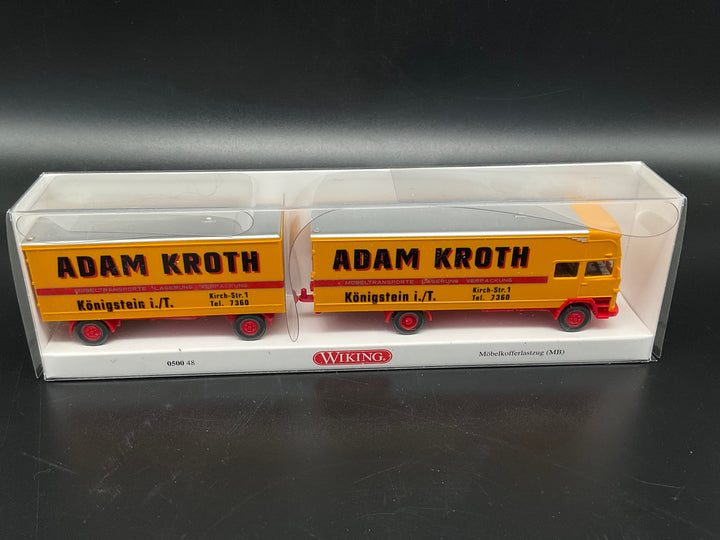 ADAM KROTH
MÖBELTRANSPORTE LAGERUNG VERPACKUNG
Königstein i./T.
Kirch-Str. 1
Tel. 7360
ADAM KROTH
MÖBELTRANSPORTE LAGERUNG VERPACKUNG
Königstein i./T.
Kirch-Str. 1
Tel. 7360
0500 48
WIKING
Möbelkofferlastzug (MB)